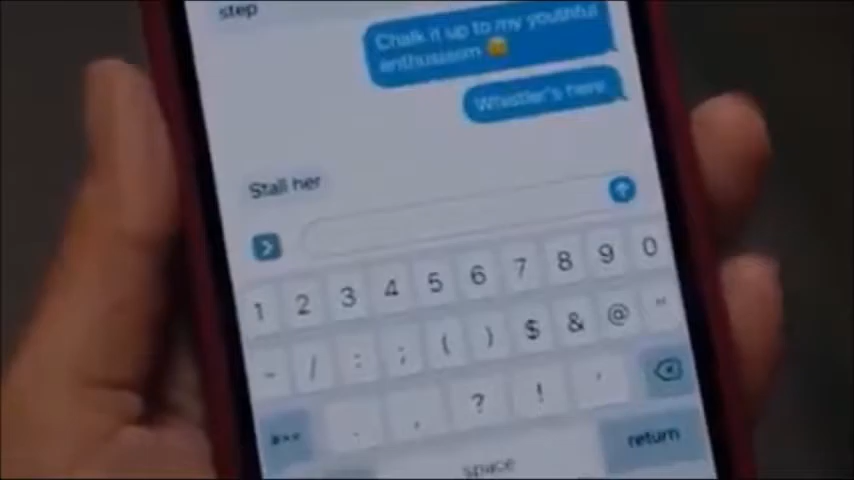 step
Chalk it up to my youthful
enthusiasm 😄
Whistler's here
Stall her
1 2 3 4 5 6 7 8 9 0
- / : ; ( ) $ & @ "
. , ? ! '
space
return